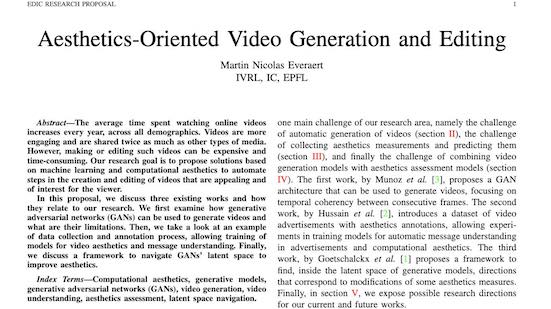 EDIC RESEARCH PROPOSAL 1
Aesthetics-Oriented Video Generation and Editing
Martin Nicolas Everaert
IVRL, IC, EPFL
Abstract—The average time spent watching online videos
increases every year, across all demographics. Videos are more
engaging and are shared twice as much as other types of media.
However, making or editing such videos can be expensive and
time-consuming. Our research goal is to propose solutions based
on machine learning and computational aesthetics to automate
steps in the creation and editing of videos that are appealing and
of interest for the viewer.
In this proposal, we discuss three existing works and how
they relate to our research. We first examine how generative
adversarial networks (GANs) can be used to generate videos and
what are their limitations. Then, we take a look at an example
of data collection and annotation process, allowing training of
models for video aesthetics and message understanding. Finally,
we discuss a framework to navigate GANs' latent space to
improve aesthetics.
Index Terms—Computational aesthetics, generative models,
generative adversarial networks (GANs), video generation, video
understanding, aesthetics assessment, latent space navigation.
one main challenge of our research area, namely the challenge
of automatic generation of videos (section II), the challenge
of collecting aesthetics measurements and predicting them
(section III), and finally the challenge of combining video
generation models with aesthetics assessment models (section
IV). The first work, by Munoz et al. [3], proposes a GAN
architecture that can be used to generate videos, focusing on
temporal coherency between consecutive frames. The second
work, by Hussain et al. [2], introduces a dataset of video
advertisements with aesthetics annotations, allowing experi-
ments in training models for automatic message understanding
in advertisements and computational aesthetics. The third
work, by Goetschalckx et al. [1] proposes a framework to
find, inside the latent space of generative models, directions
that correspond to modifications of some aesthetics measures.
Finally, in section V, we expose possible research directions
for our current and future works.